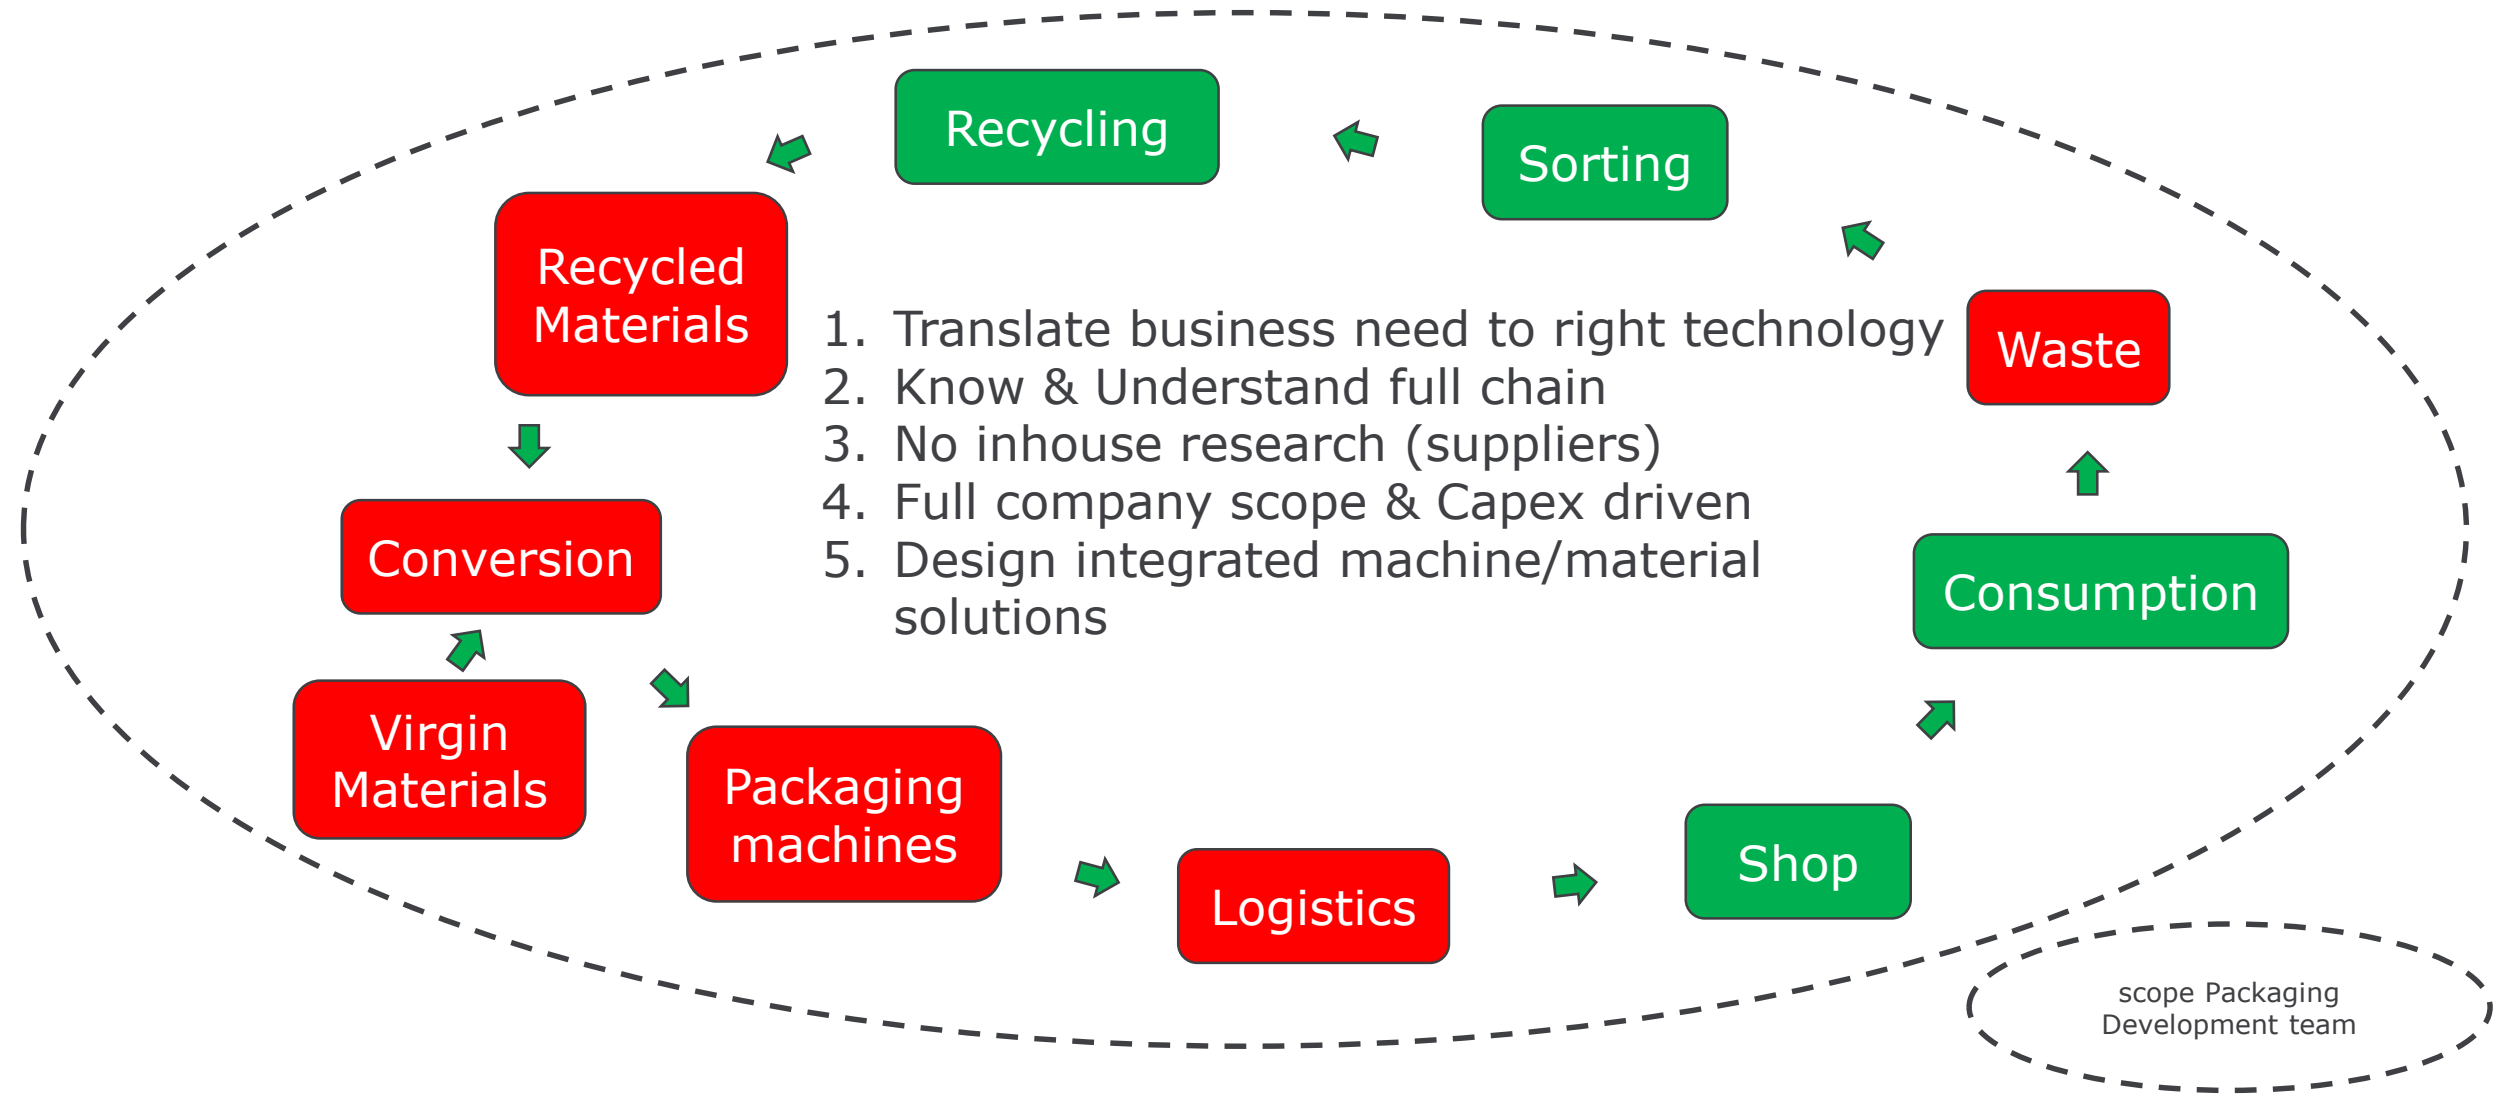 Recycling
Sorting
Recycled
Materials
Waste
1. Translate business need to right technology
2. Know & Understand full chain
3. No inhouse research (suppliers)
4. Full company scope & Capex driven
5. Design integrated machine/material
solutions
Conversion
Consumption
Virgin
Materials
Packaging
machines
Logistics
Shop
scope Packaging
Development team